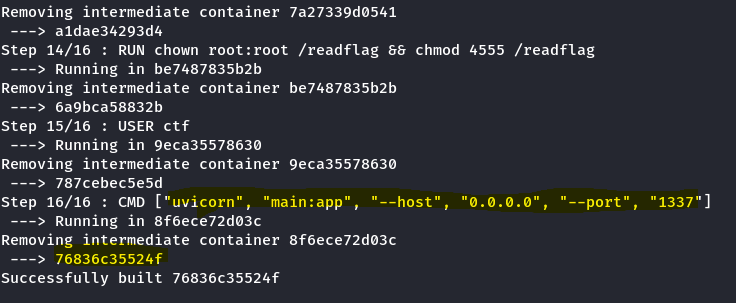 Removing intermediate container 7a27339d0541
---> a1dae34293d4
Step 14/16 : RUN chown root:root /readflag && chmod 4555 /readflag
---> Running in be7487835b2b
Removing intermediate container be7487835b2b
---> 6a9bca58832b
Step 15/16 : USER ctf
---> Running in 9eca35578630
Removing intermediate container 9eca35578630
---> 787cebec5e5d
Step 16/16 : CMD ["uvicorn", "main:app", "--host", "0.0.0.0", "--port", "1337"]
---> Running in 8f6ece72d03c
Removing intermediate container 8f6ece72d03c
---> 76836c35524f
Successfully built 76836c35524f